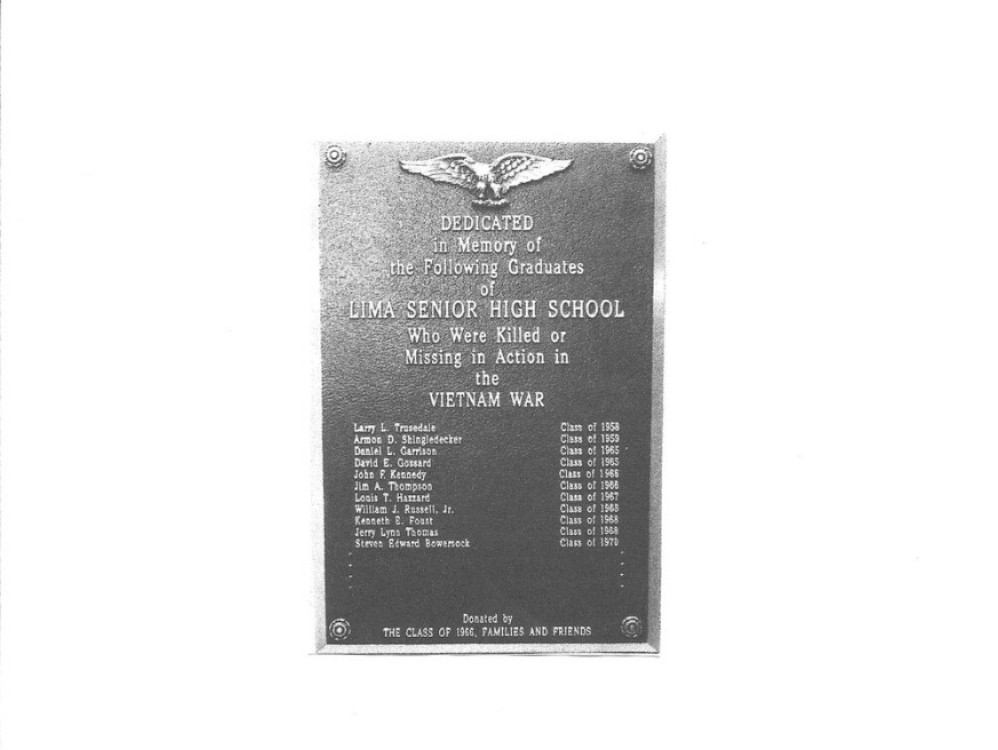 DEDICATED
in Memory of
the Following Graduates
of
LIMA SENIOR HIGH SCHOOL
Who Were Killed or
Missing in Action in
the
VIETNAM WAR
Larry L. Truesdale Class of 1958
Armon D. Shingledecker Class of 1959
Daniel L. Garrison Class of 1965
David E. Gossard Class of 1965
John F. Kennedy Class of 1966
Jim A. Thompson Class of 1966
Louis T. Hazzard Class of 1967
William J. Russell, Jr. Class of 1968
Kenneth E. Foust Class of 1968
Jerry Lynn Thomas Class of 1968
Steven Edward Bowersock Class of 1970
Donated by
THE CLASS OF 1966, FAMILIES AND FRIENDS